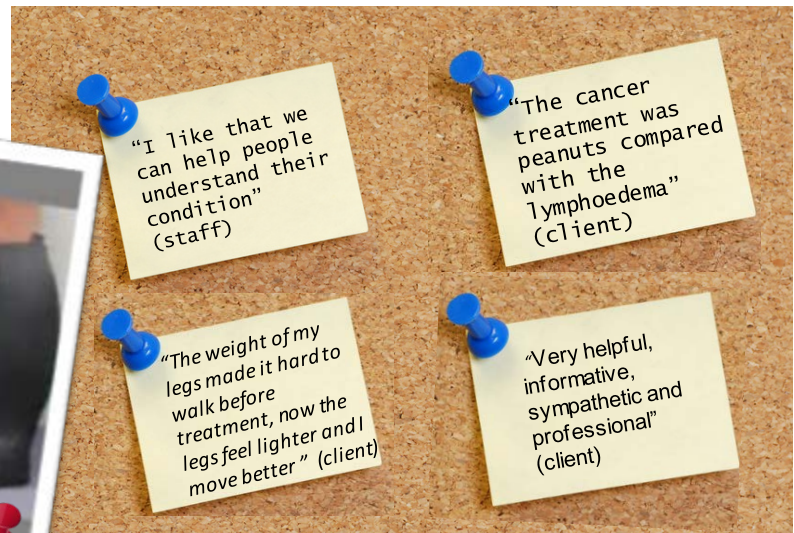 “I like that we
can help people
understand their
condition”
(staff)
“The cancer
treatment was
peanuts compared
with the
lymphoedema”
(client)
“The weight of my
legs made it hard to
walk before
treatment, now the
legs feel lighter and I
move better ” (client)
“Very helpful,
informative,
sympathetic and
professional”
(client)